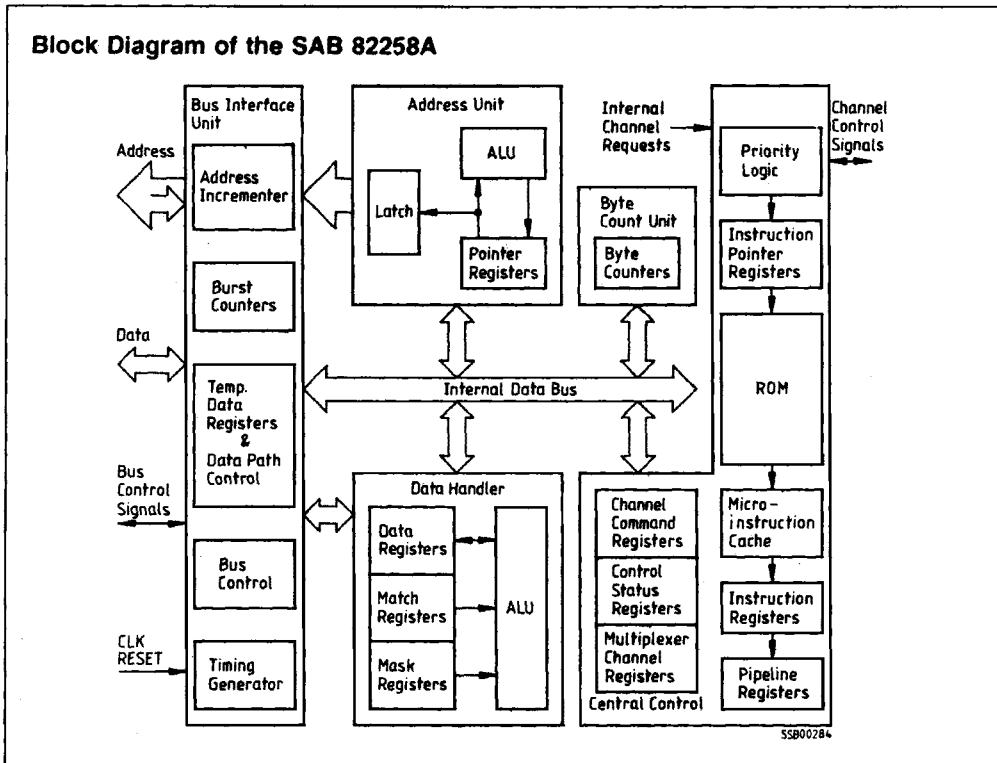 Block Diagram of the SAB 82258A
Bus Interface
Unit
Address
Address
Incrementer
Burst
Counters
Data
Temp.
Data
Registers
&
Data Path
Control
Bus
Control
Signals
Bus
Control
CLK
RESET
Timing
Generator
Address Unit
ALU
Latch
Pointer
Registers
Byte
Count Unit
Byte
Counters
Internal Data Bus
Data Handler
Data
Registers
Match
Registers
Mask
Registers
ALU
Internal
Channel
Requests
Channel
Control
Signals
Priority
Logic
Instruction
Pointer
Registers
ROM
Micro-
instruction
Cache
Instruction
Registers
Pipeline
Registers
Channel
Command
Registers
Control
Status
Registers
Multiplexer
Channel
Registers
Central Control
SSB00284